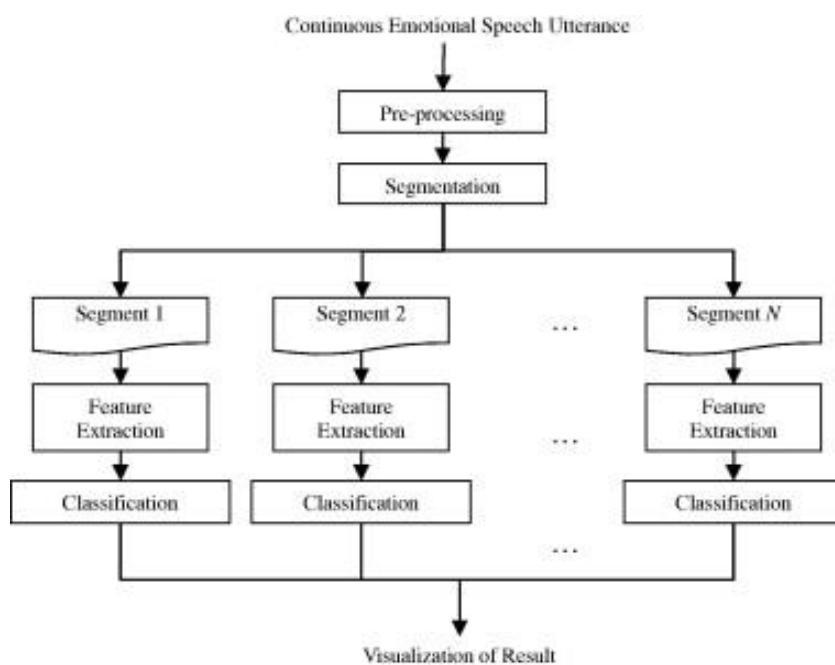 Continuous Emotional Speech Utterance
Pre-processing
Segmentation
Segment 1
Segment 2
...
Segment N
Feature
Extraction
Feature
Extraction
...
Feature
Extraction
Classification
Classification
Classification
...
Visualization of Result